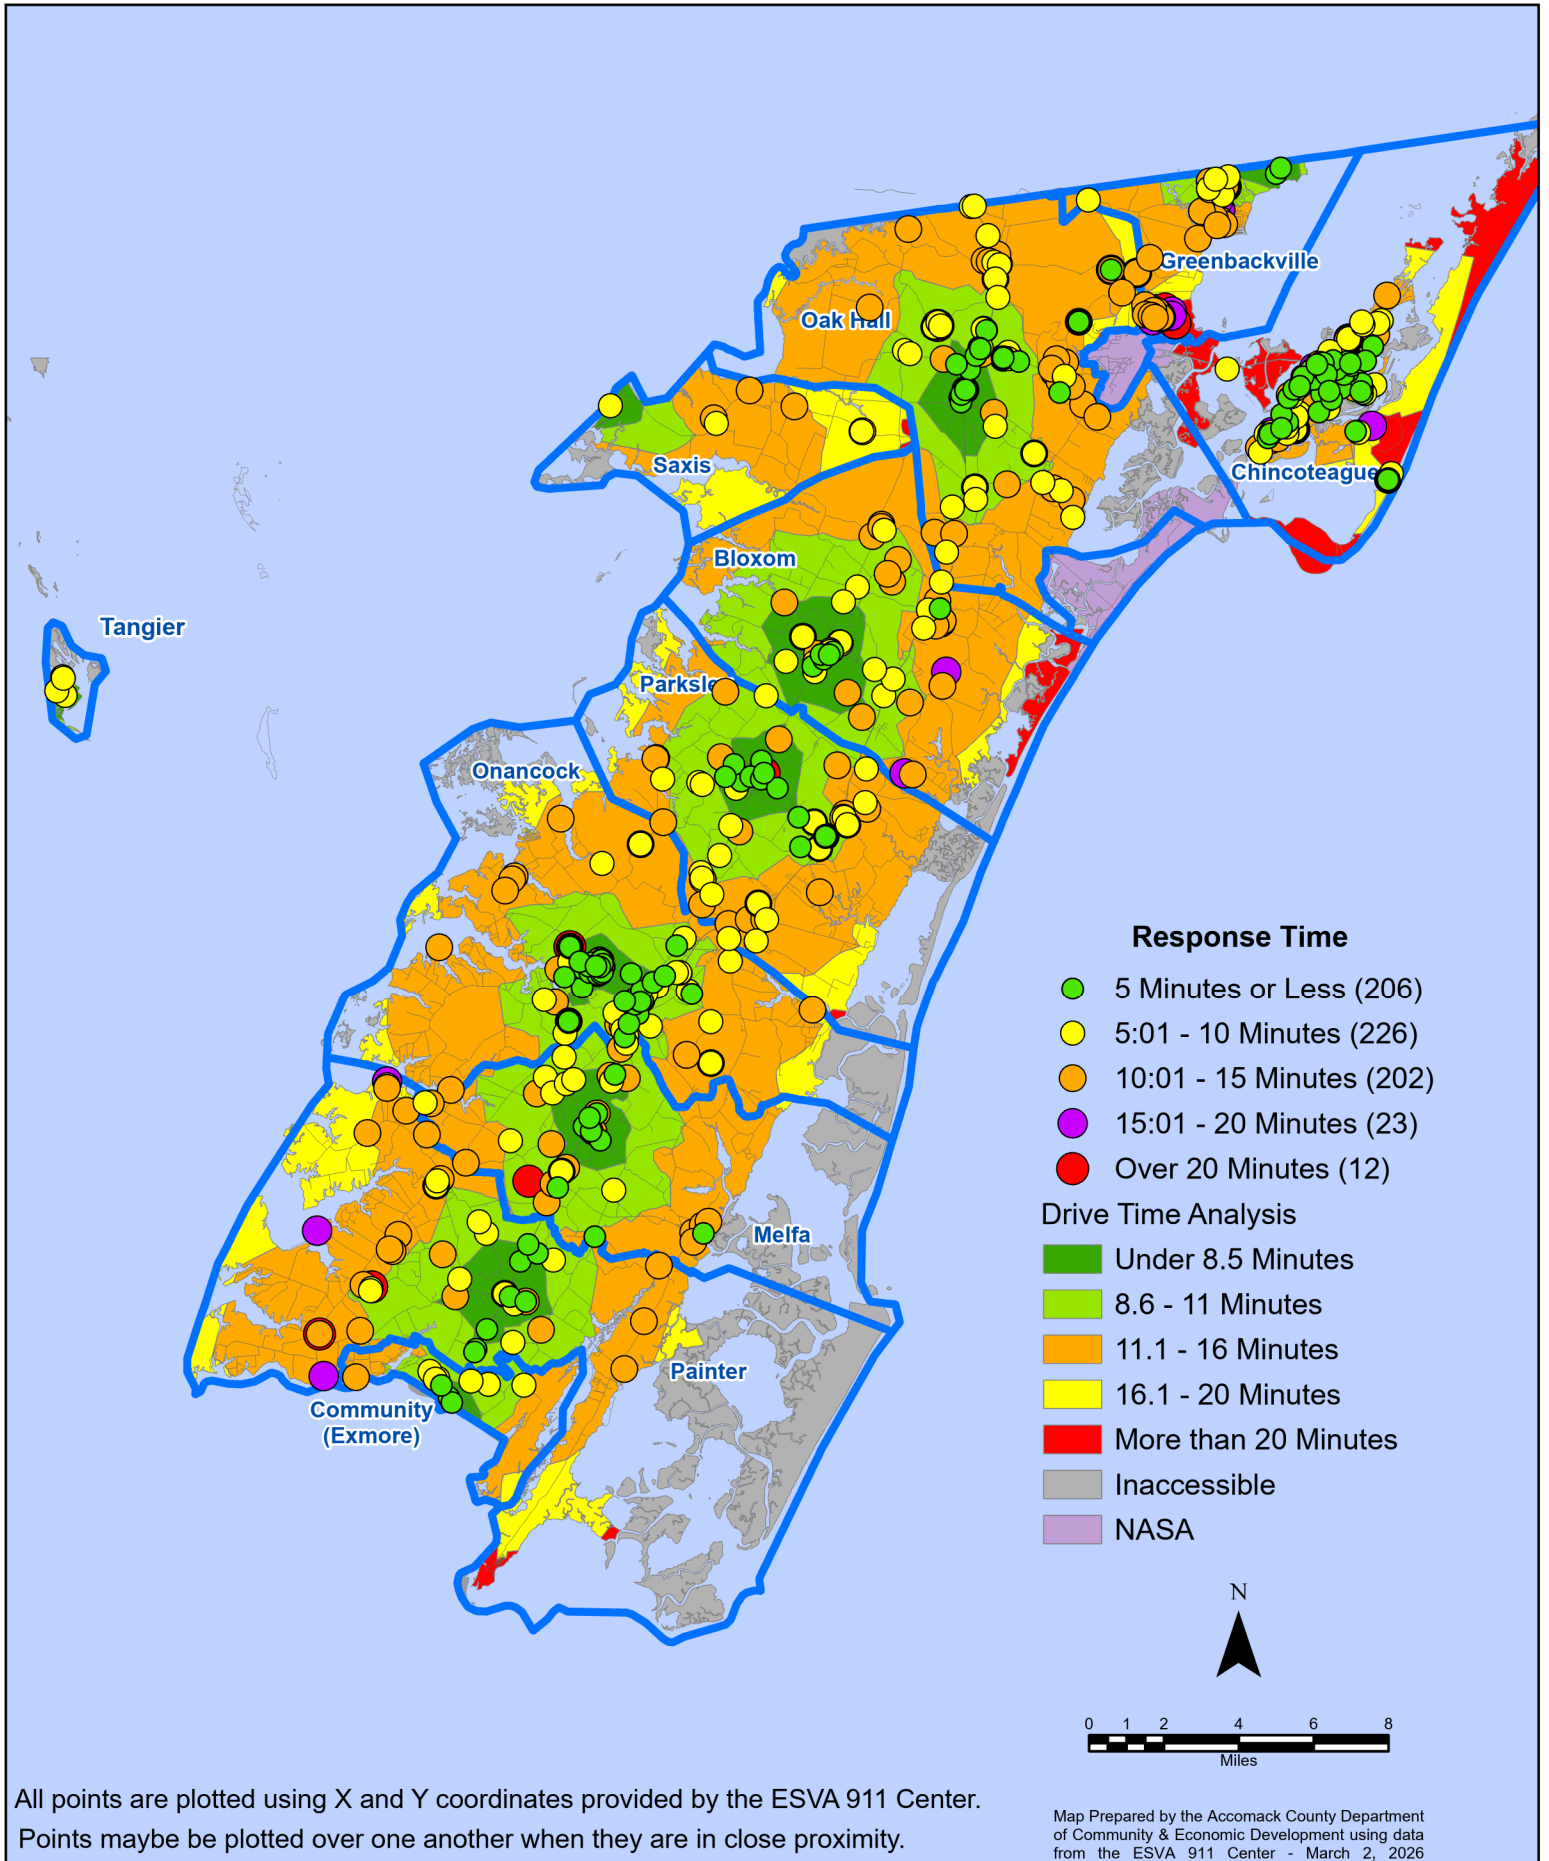 Greenbackville
Oak Hall
Saxis
Chincoteague
Bloxom
Tangier
Parksle
Onancock
Response Time
5 Minutes or Less (206)
5:01 - 10 Minutes (226)
10:01 - 15 Minutes (202)
15:01 - 20 Minutes (23)
Over 20 Minutes (12)
Drive Time Analysis
Under 8.5 Minutes
8.6 - 11 Minutes
11.1 - 16 Minutes
16.1 - 20 Minutes
More than 20 Minutes
Inaccessible
NASA
Melfa
Painter
Community
(Exmore)
N
0 1 2 4 6 8
Miles
All points are plotted using X and Y coordinates provided by the ESVA 911 Center.
Points maybe be plotted over one another when they are in close proximity.
Map Prepared by the Accomack County Department
of Community & Economic Development using data
from the ESVA 911 Center - March 2, 2026